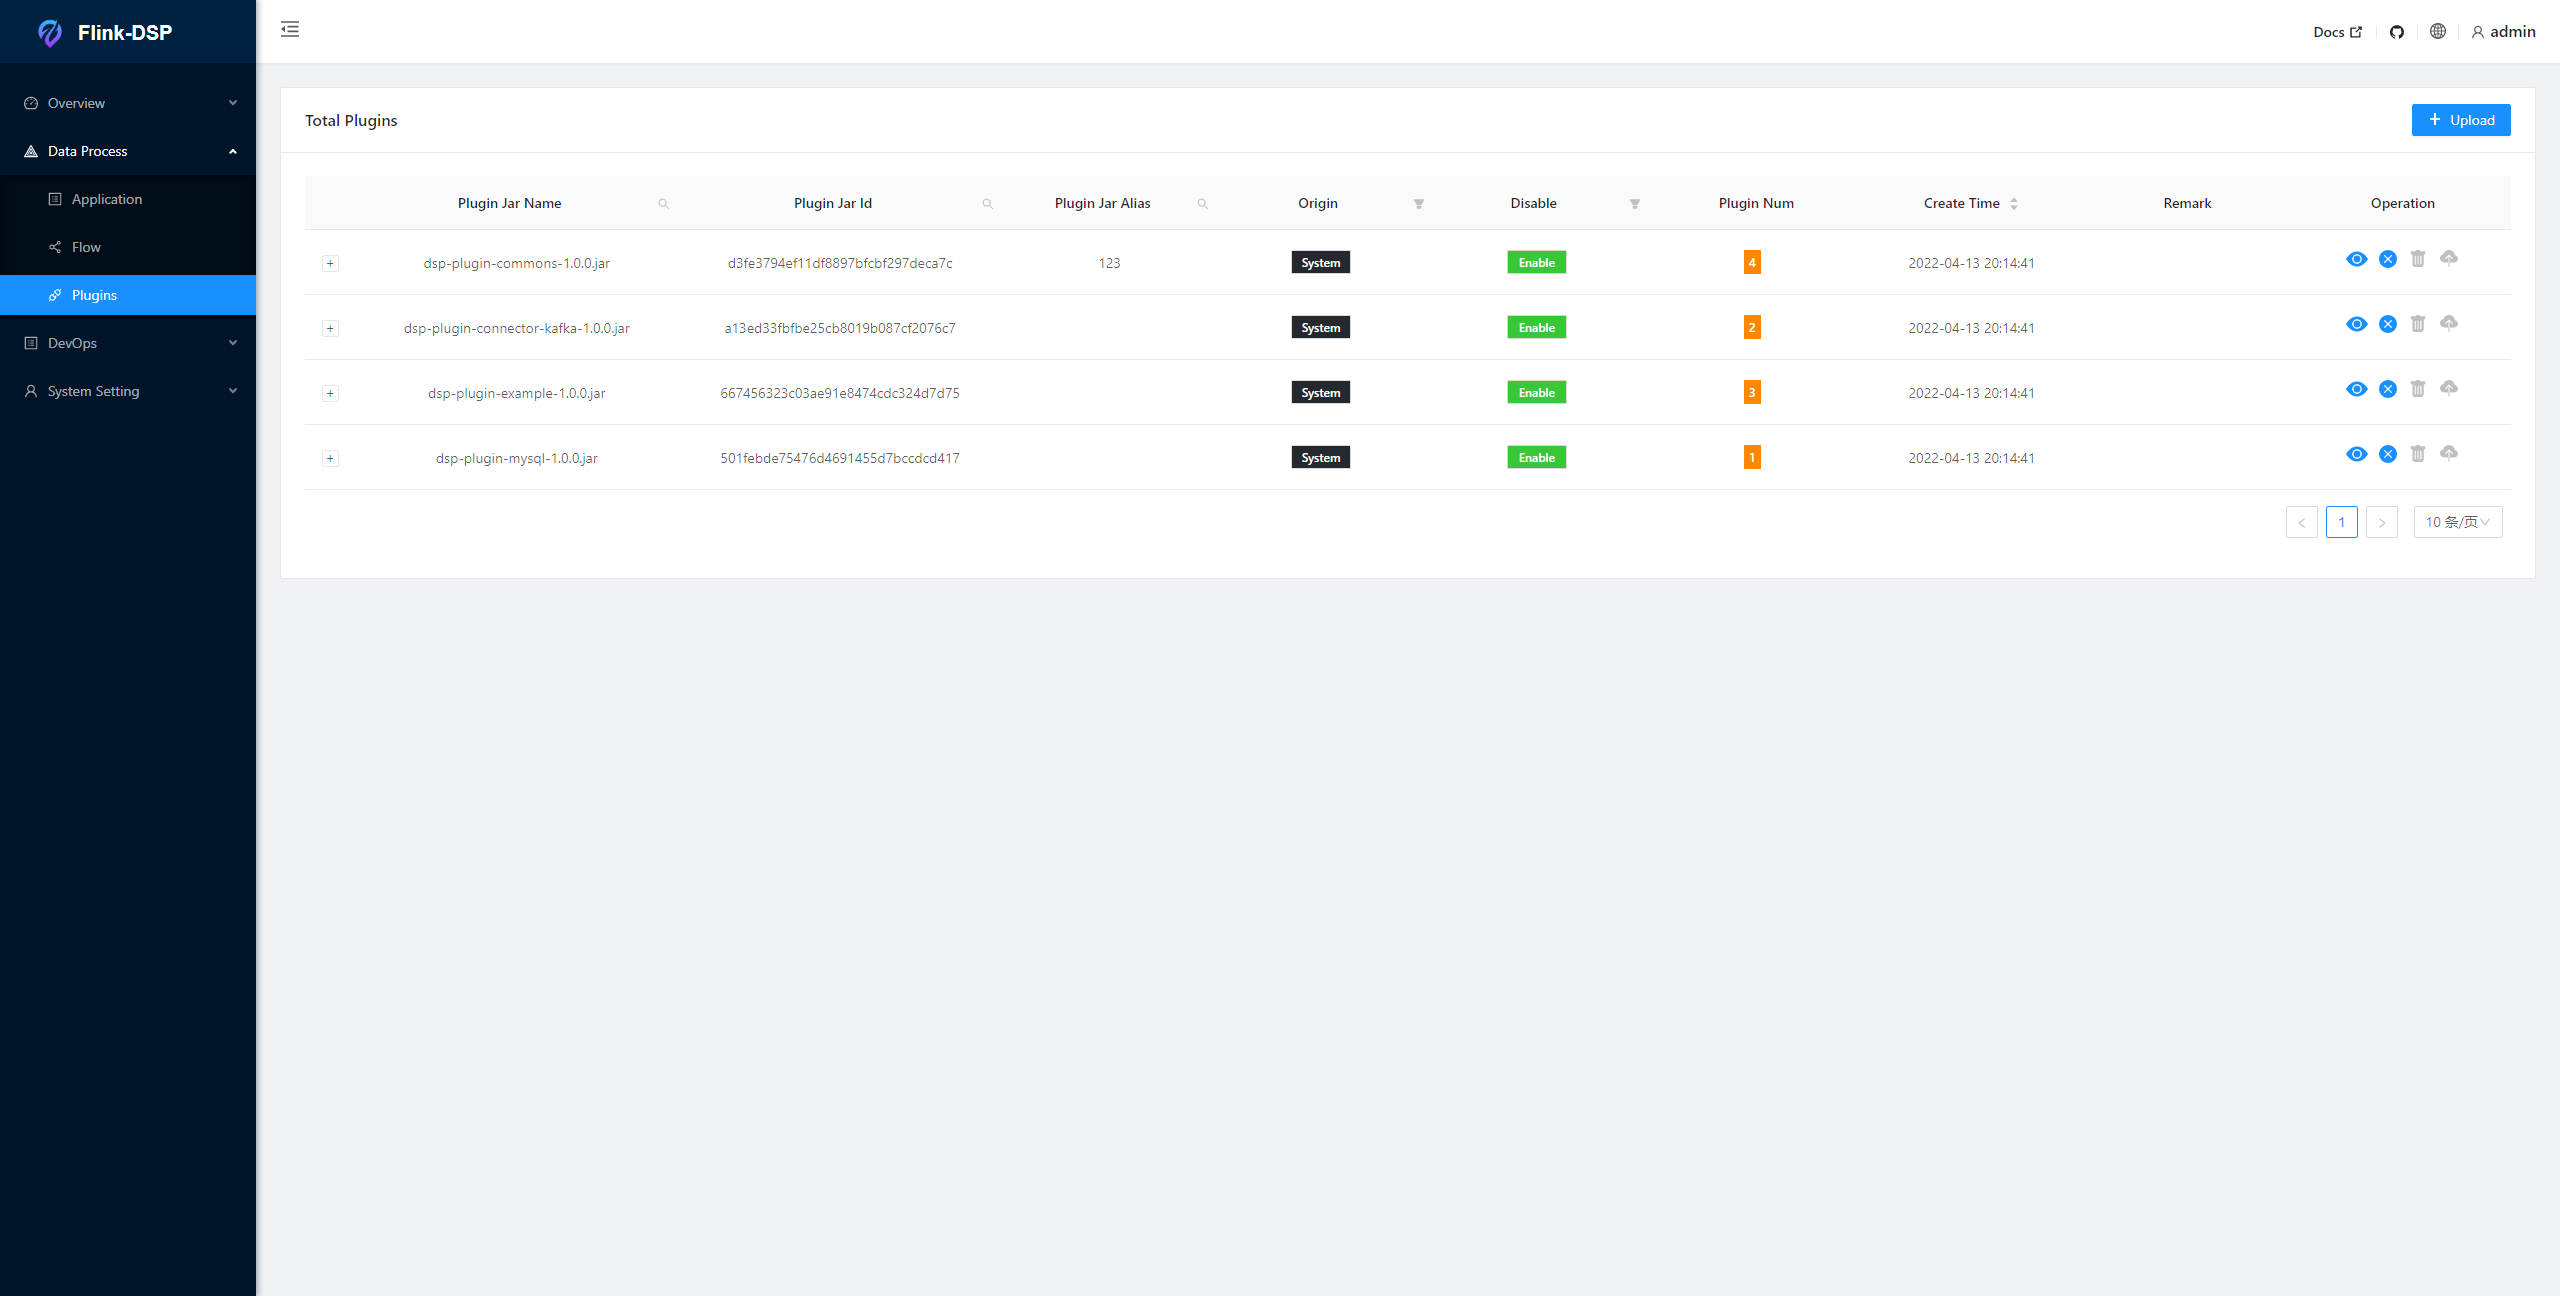 Flink-DSP
Docs
admin
Overview
Data Process
Application
Flow
Plugins
DevOps
System Setting
Total Plugins
+ Upload
Plugin Jar Name Plugin Jar Id Plugin Jar Alias Origin Disable Plugin Num Create Time Remark Operation
+ dsp-plugin-commons-1.0.0.jar d3fe3794ef11df8897bfcbf297deca7c 123 System Enable 4 2022-04-13 20:14:41
+ dsp-plugin-connector-kafka-1.0.0.jar a13ed33fbfbe25cb8019b087cf2076c7 System Enable 2 2022-04-13 20:14:41
+ dsp-plugin-example-1.0.0.jar 667456323c03ae91e8474cdc324d7d75 System Enable 3 2022-04-13 20:14:41
+ dsp-plugin-mysql-1.0.0.jar 501febde75476d4691455d7bccdcd417 System Enable 1 2022-04-13 20:14:41
< 1 > 10 条/页